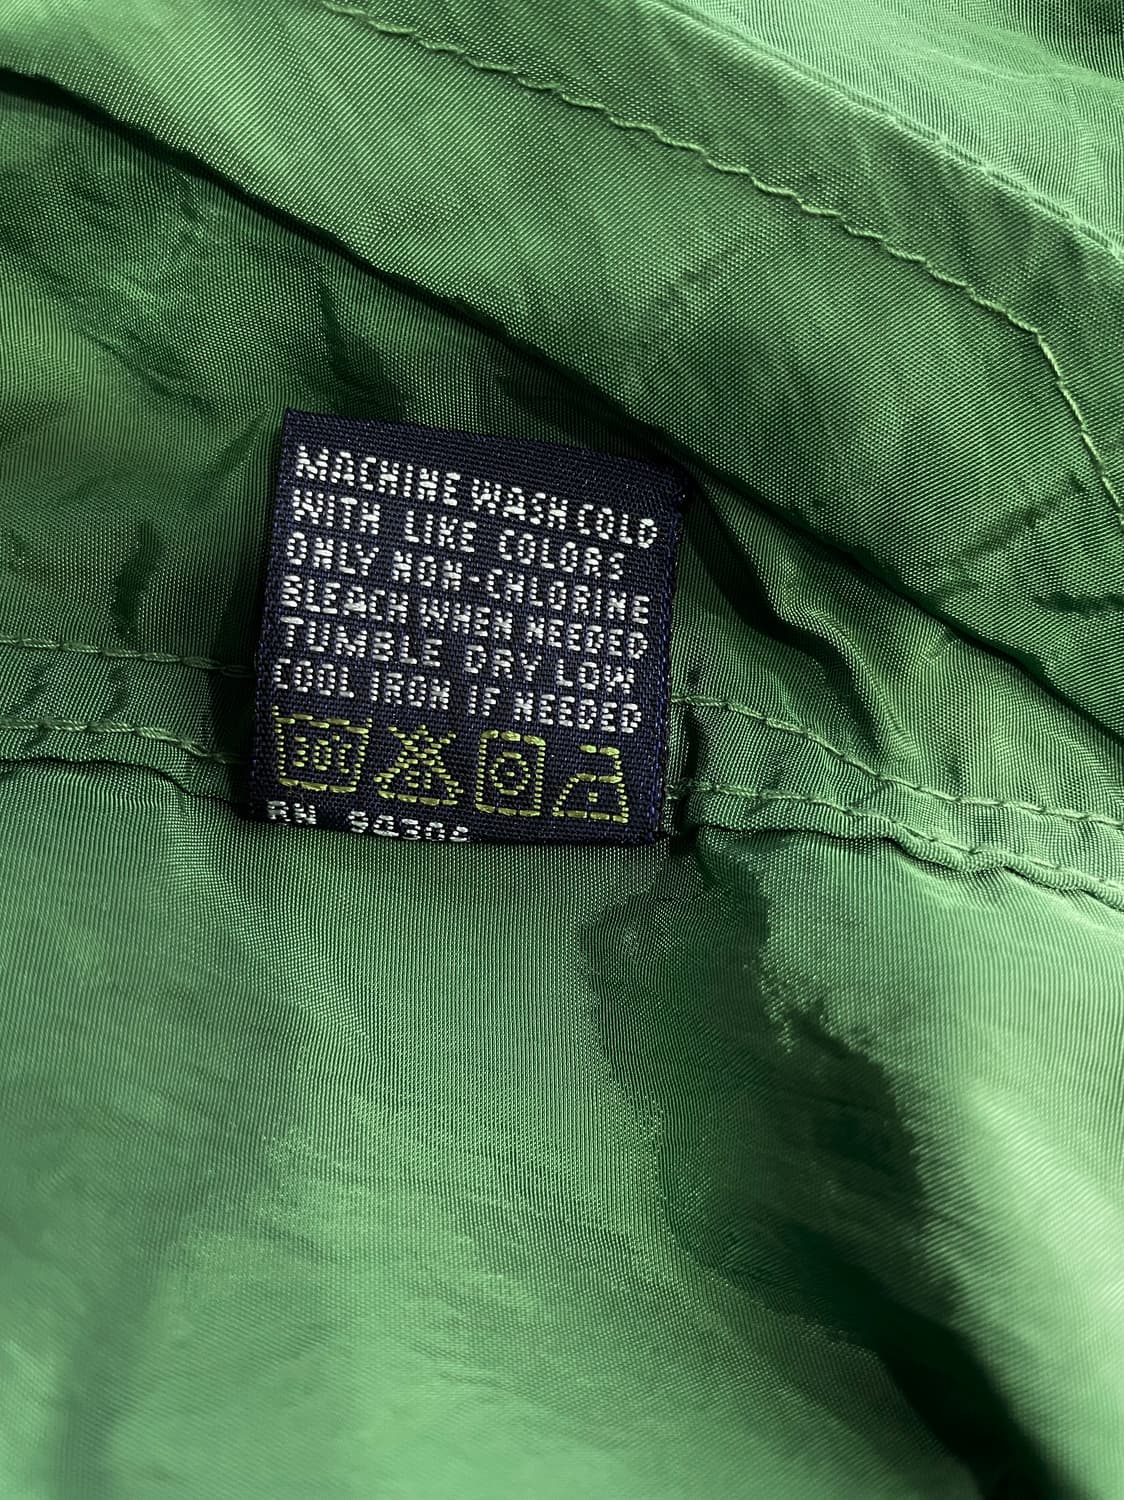 MACHINE WASH COLD
WITH LIKE COLORS
ONLY NON-CHLORINE
BLEACH WHEN NEEDED
TUMBLE DRY LOW
COOL IRON IF NEEDED
30°
RN